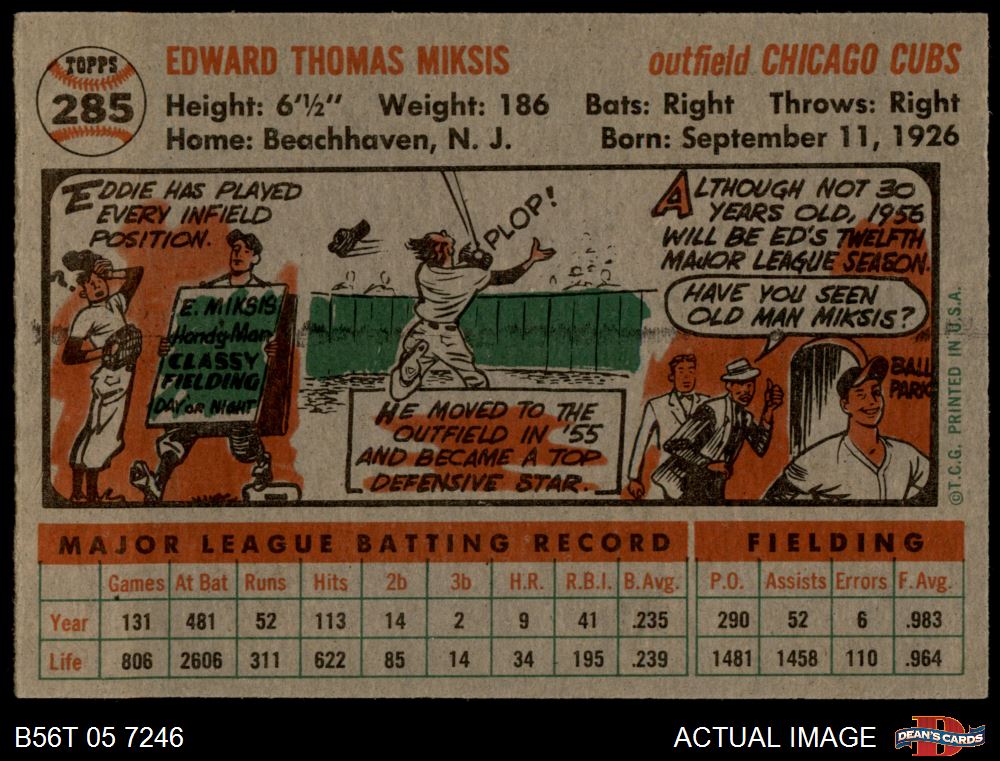 TOPPS
285
EDWARD THOMAS MIKSIS
outfield CHICAGO CUBS
Height: 6'½" Weight: 186 Bats: Right Throws: Right
Home: Beachhaven, N. J. Born: September 11, 1926
EDDIE HAS PLAYED
EVERY INFIELD
POSITION.
?
E. MIKSIS
Handy-Man
CLASSY
FIELDING
DAY OR NIGHT
PLOP!
HE MOVED TO THE
OUTFIELD IN '55
AND BECAME A TOP
DEFENSIVE STAR.
ALTHOUGH NOT 30
YEARS OLD, 1956
WILL BE ED'S TWELFTH
MAJOR LEAGUE SEASON.
HAVE YOU SEEN
OLD MAN MIKSIS?
BALL
PARK
©T.C.G. PRINTED IN U.S.A.
MAJOR LEAGUE BATTING RECORD FIELDING
Games At Bat Runs Hits 2b 3b H.R. R.B.I. B.Avg. P.O. Assists Errors F.Avg.
Year 131 481 52 113 14 2 9 41 .235 290 52 6 .983
Life 806 2606 311 622 85 14 34 195 .239 1481 1458 110 .964
B56T 05 7246
ACTUAL IMAGE
DEAN'S CARDS